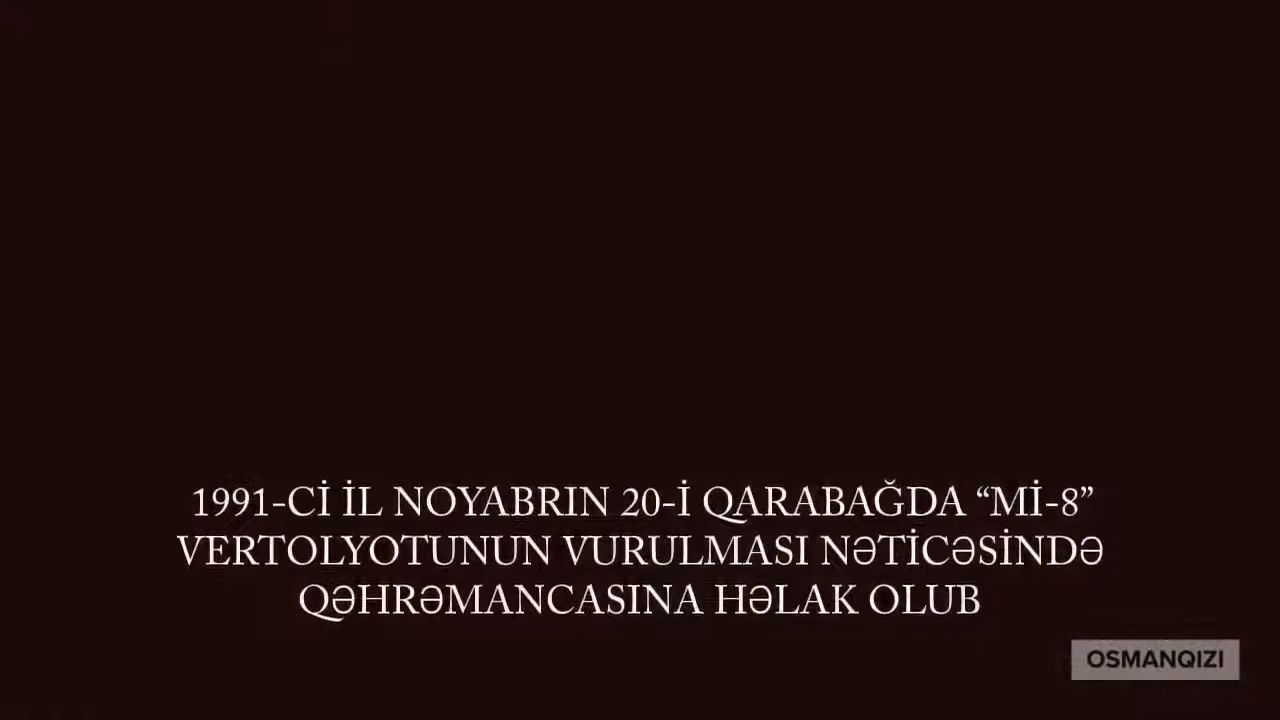 1991-Cİ İL NOYABRIN 20-İ QARABAĞDA “Mİ-8”
VERTOLYOTUNUN VURULMASI NƏTİCƏSİNDƏ
QƏHRƏMANCASINA HƏLAK OLUB
OSMANQIZI